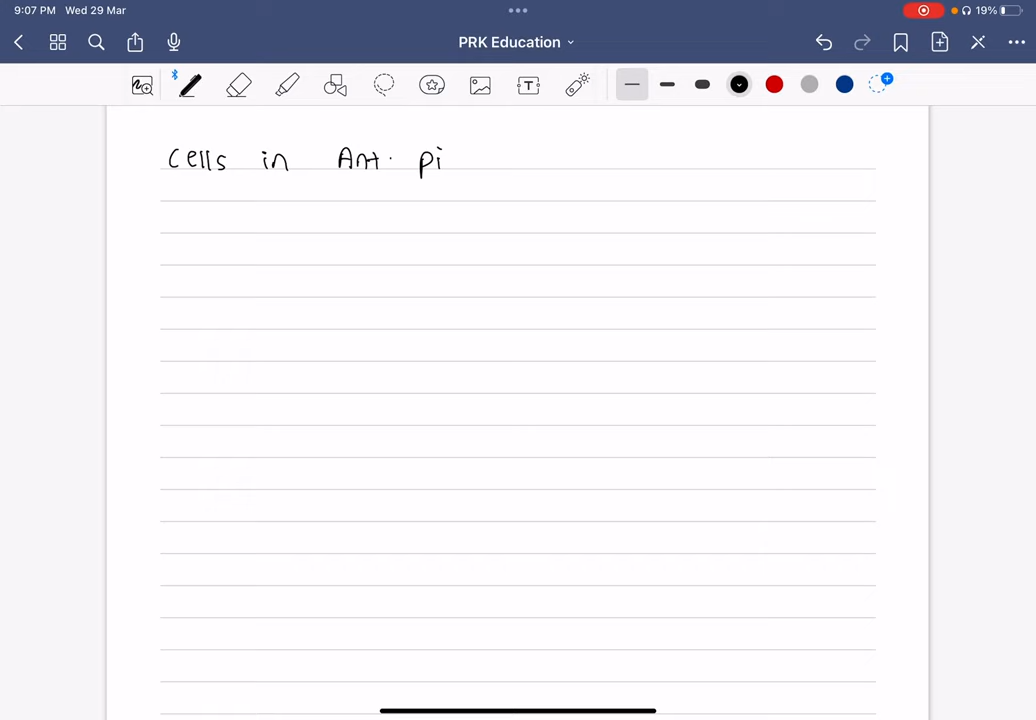 9:07 PM Wed 29 Mar 19%
PRK Education
T
Cells in Ant. pi